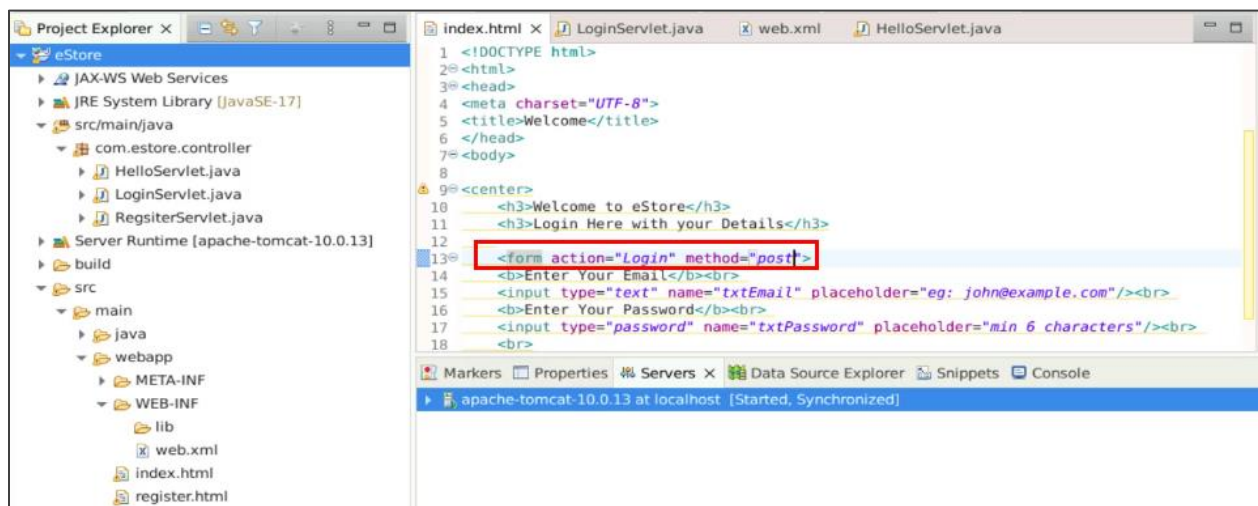 Project Explorer
eStore
JAX-WS Web Services
JRE System Library [JavaSE-17]
src/main/java
com.estore.controller
HelloServlet.java
LoginServlet.java
RegsiterServlet.java
Server Runtime [apache-tomcat-10.0.13]
build
src
main
java
webapp
META-INF
WEB-INF
lib
web.xml
index.html
register.html
index.html LoginServlet.java web.xml HelloServlet.java
1 <!DOCTYPE html>
2 <html>
3 <head>
4 <meta charset="UTF-8">
5 <title>Welcome</title>
6 </head>
7 <body>
8
9 <center>
10 <h3>Welcome to eStore</h3>
11 <h3>Login Here with your Details</h3>
12
13 <form action="Login" method="post">
14 <b>Enter Your Email</b><br>
15 <input type="text" name="txtEmail" placeholder="eg: john@example.com"/><br>
16 <b>Enter Your Password</b><br>
17 <input type="password" name="txtPassword" placeholder="min 6 characters"/><br>
18 <br>
Markers Properties Servers Data Source Explorer Snippets Console
apache-tomcat-10.0.13 at localhost [Started, Synchronized]